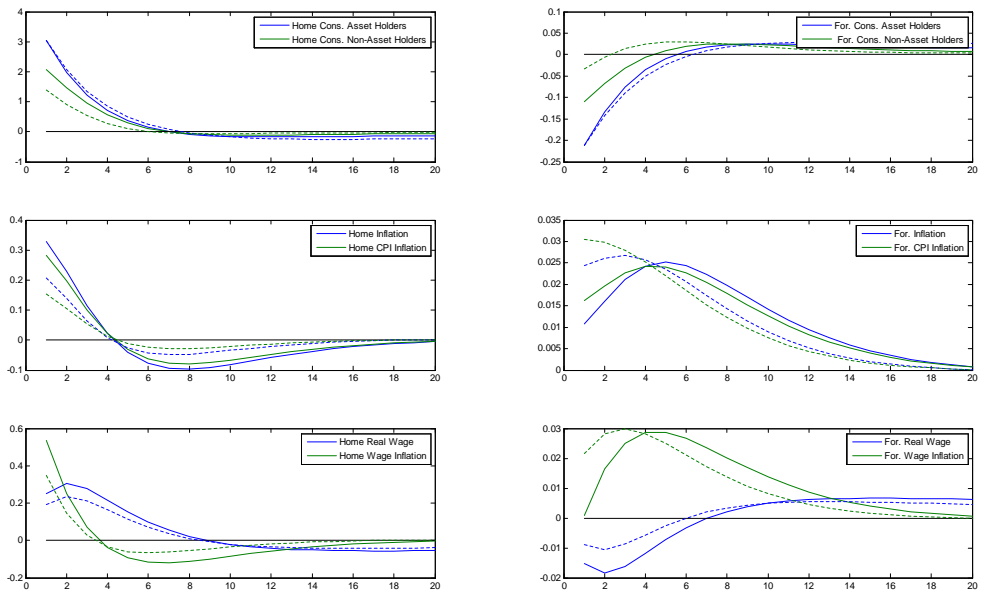 4
3
2
1
0
-1
0 2 4 6 8 10 12 14 16 18 20
Home Cons. Asset Holders
Home Cons. Non-Asset Holders
0.1
0.05
0
-0.05
-0.1
-0.15
-0.2
-0.25
0 2 4 6 8 10 12 14 16 18 20
For. Cons. Asset Holders
For. Cons. Non-Asset Holders
0.4
0.3
0.2
0.1
0
-0.1
0 2 4 6 8 10 12 14 16 18 20
Home Inflation
Home CPI Inflation
0.035
0.03
0.025
0.02
0.015
0.01
0.005
0
0 2 4 6 8 10 12 14 16 18 20
For. Inflation
For. CPI Inflation
0.6
0.4
0.2
0
-0.2
0 2 4 6 8 10 12 14 16 18 20
Home Real Wage
Home Wage Inflation
0.03
0.02
0.01
0
-0.01
-0.02
0 2 4 6 8 10 12 14 16 18 20
For. Real Wage
For. Wage Inflation